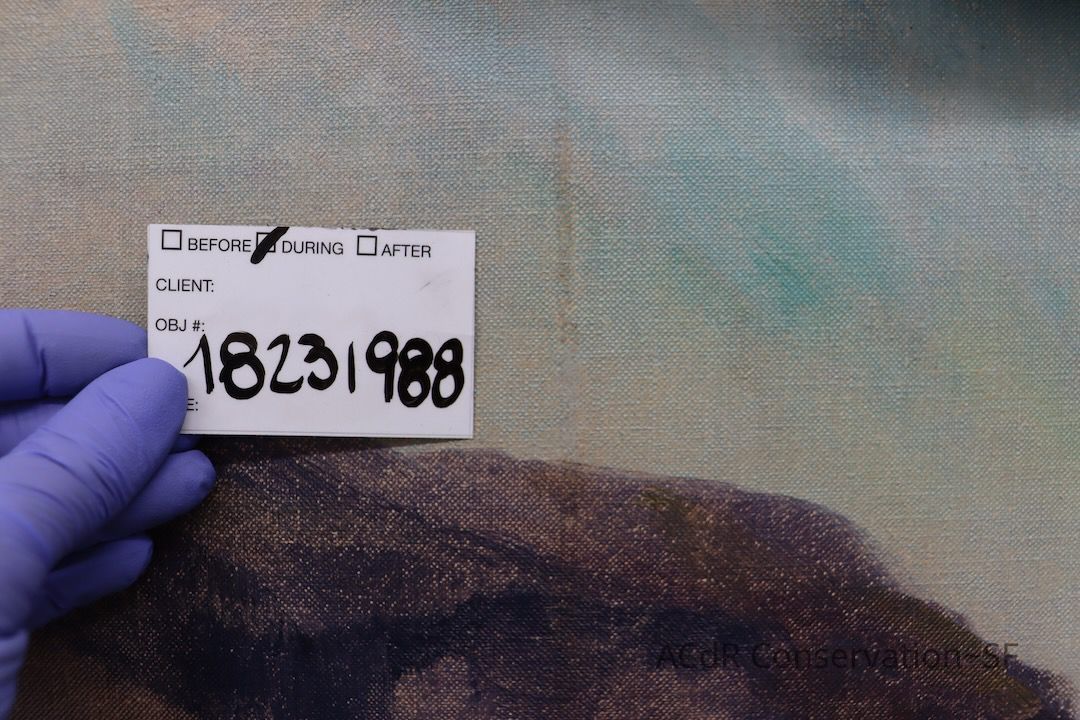 BEFORE DURING AFTER
CLIENT:
OBJ #:
18231988
E:
ACdR Conservation-SF